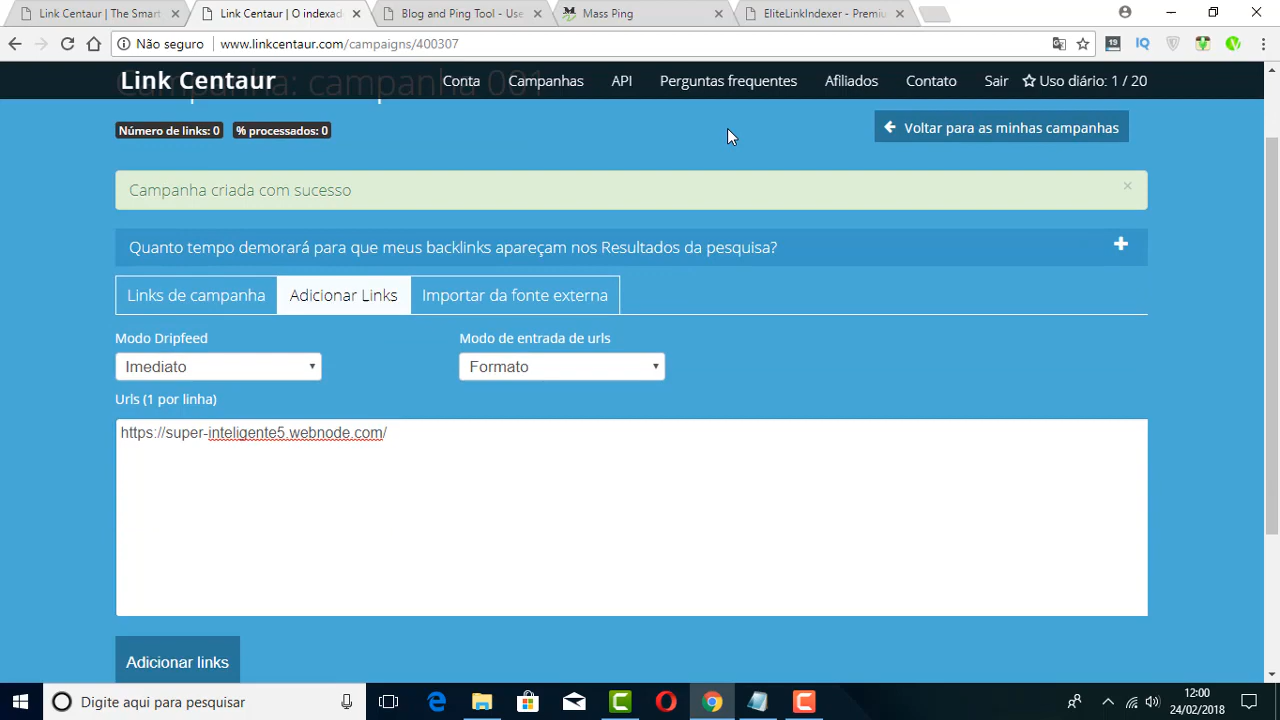 Link Centaur | The Smart
Link Centaur | O indexad
Blog and Ping Tool - Use
Mass Ping
EliteLinkIndexer - Premiu
Não seguro
www.linkcentaur.com/campaigns/400307
19
IQ
Campanha: campanha 001
Link Centaur
Conta
Campanhas
API
Perguntas frequentes
Afiliados
Contato
Sair
Uso diário: 1 / 20
Número de links: 0
% processados: 0
Voltar para as minhas campanhas
Campanha criada com sucesso
×
Quanto tempo demorará para que meus backlinks apareçam nos Resultados da pesquisa?
Links de campanha
Adicionar Links
Importar da fonte externa
Modo Dripfeed
Modo de entrada de urls
Imediato
Formato
Urls (1 por linha)
https://super-inteligente5.webnode.com/
Adicionar links
Digite aqui para pesquisar
12:00
24/02/2018